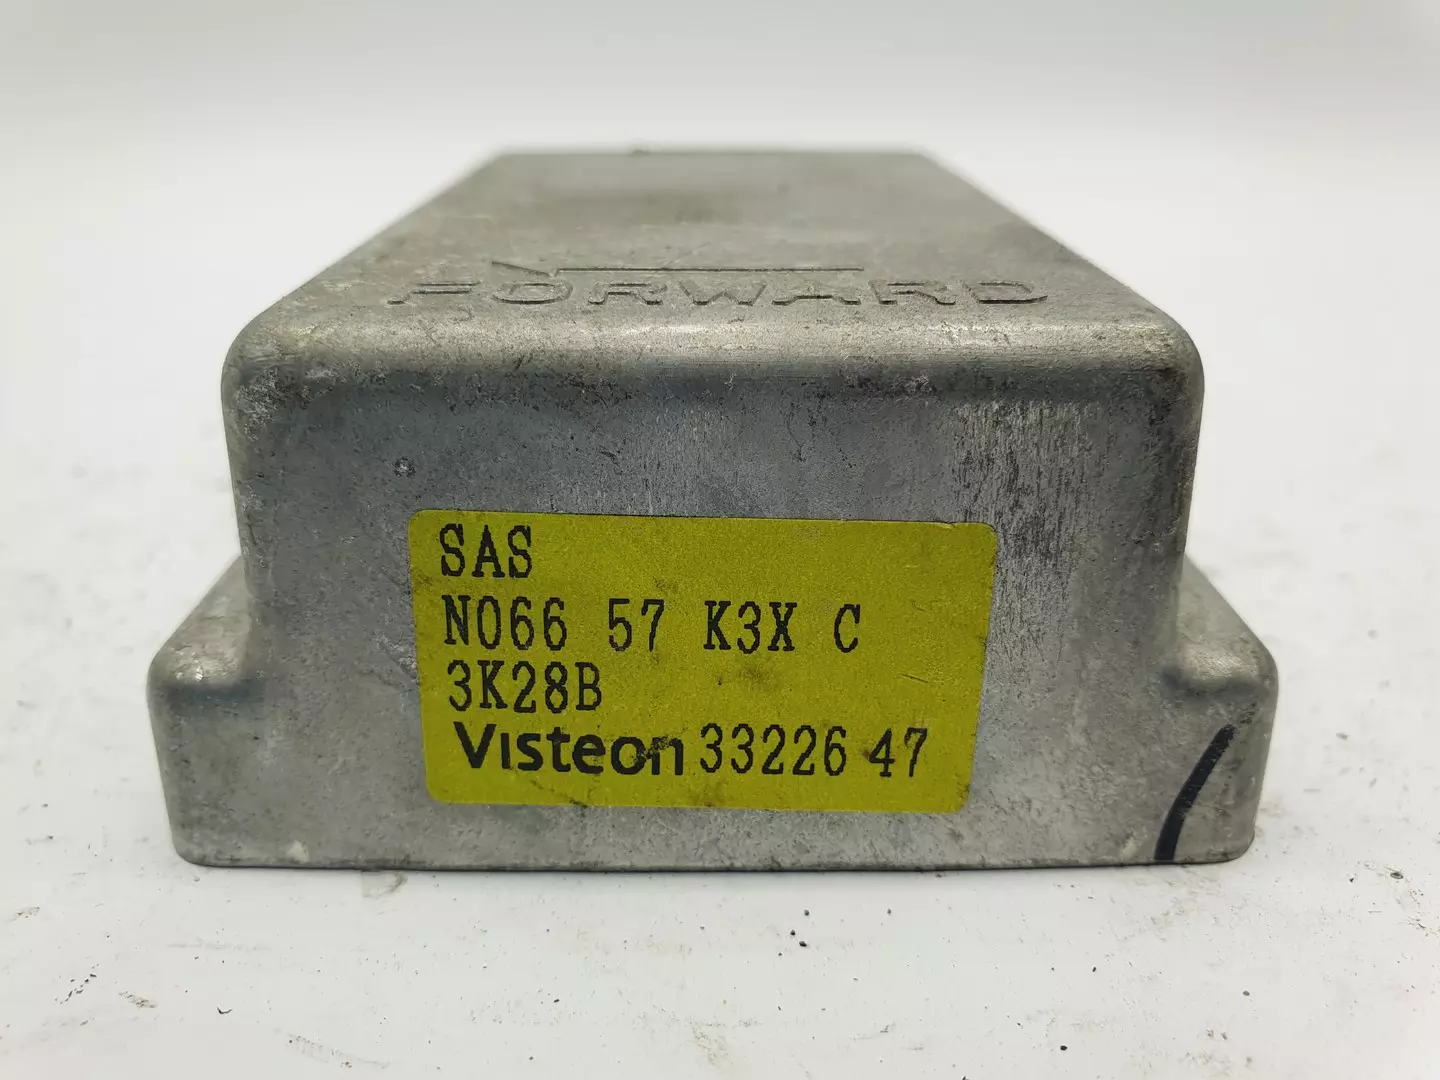 FORWARD
SAS
N066 57 K3X C
3K28B
Visteon 33226 47